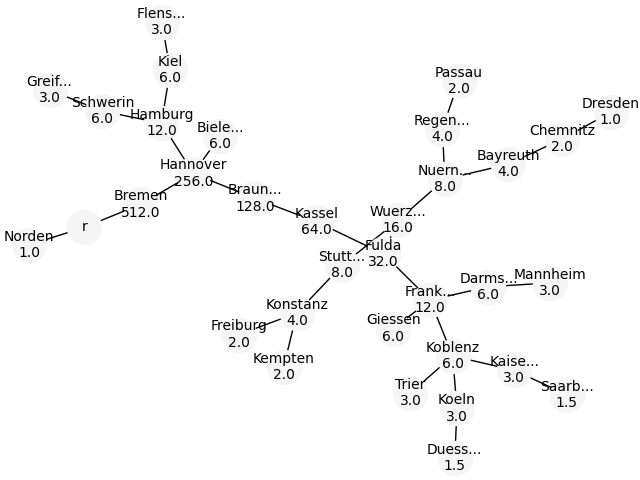 Flens...
3.0
Kiel
6.0
Greif...
3.0
Schwerin
6.0
Hamburg
12.0
Biele...
6.0
Hannover
256.0
Bremen
512.0
Braun...
128.0
r
Norden
1.0
Kassel
64.0
Passau
2.0
Regen...
4.0
Dresden
1.0
Chemnitz
2.0
Bayreuth
4.0
Nuern...
8.0
Wuerz...
16.0
Fulda
32.0
Stutt...
8.0
Konstanz
4.0
Freiburg
2.0
Kempten
2.0
Frank...
12.0
Darms...
6.0
Mannheim
3.0
Giessen
6.0
Koblenz
6.0
Kaise...
3.0
Saarb...
1.5
Trier
3.0
Koeln
3.0
Duess...
1.5